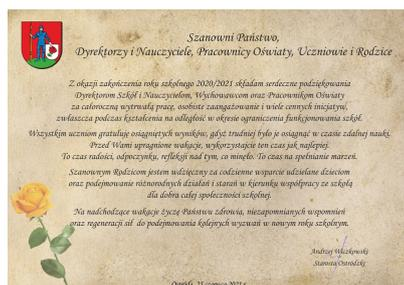 Szanowni Państwo,
Dyrektorzy i Nauczyciele, Pracownicy Oświaty, Uczniowie i Rodzice
Z okazji zakończenia roku szkolnego 2020/2021 składam serdeczne podziękowania
Dyrektorom Szkół i Nauczycielom, Wychowawcom oraz Pracownikom Oświaty
za całoroczną wytrwałą pracę, osobiste zaangażowanie i wiele cennych inicjatyw,
zwłaszcza podczas kształcenia na odległość w okresie ograniczenia funkcjonowania szkół.
Wszystkim uczniom gratuluję osiągniętych wyników, gdyż trudniej było je osiągnąć w czasie zdalnej nauki.
Przed Wami upragnione wakacje, wykorzystajcie ten czas jak najlepiej.
To czas radości, odpoczynku, refleksji nad tym, co minęło. To czas na spełnianie marzeń.
Szanownym Rodzicom jestem wdzięczny za codzienne wsparcie udzielane dzieciom
oraz podejmowanie różnorodnych działań i starań w kierunku współpracy ze szkołą
dla dobra całej społeczności szkolnej.
Na nadchodzące wakacje życzę Państwu zdrowia, niezapomnianych wspomnień
oraz regeneracji sił do podejmowania kolejnych wyzwań w nowym roku szkolnym.
Andrzej Wiczkowski
Starosta Ostródzki
Ostróda, 25 czerwca 2021 r.